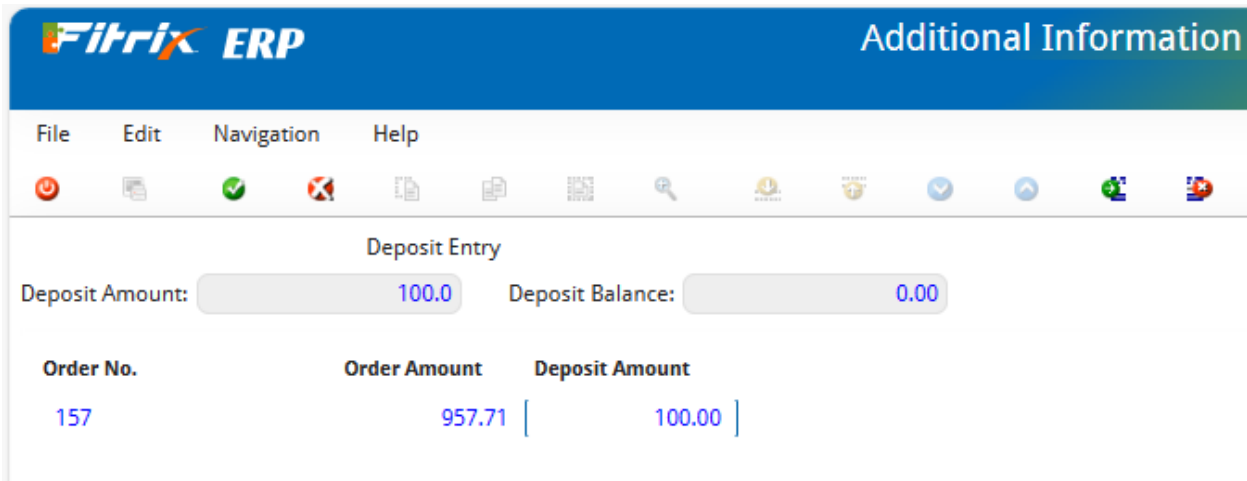 Fitrix ERP Additional Information
File Edit Navigation Help
Deposit Entry
Deposit Amount: 100.0 Deposit Balance: 0.00
Order No. Order Amount Deposit Amount
157 957.71 100.00